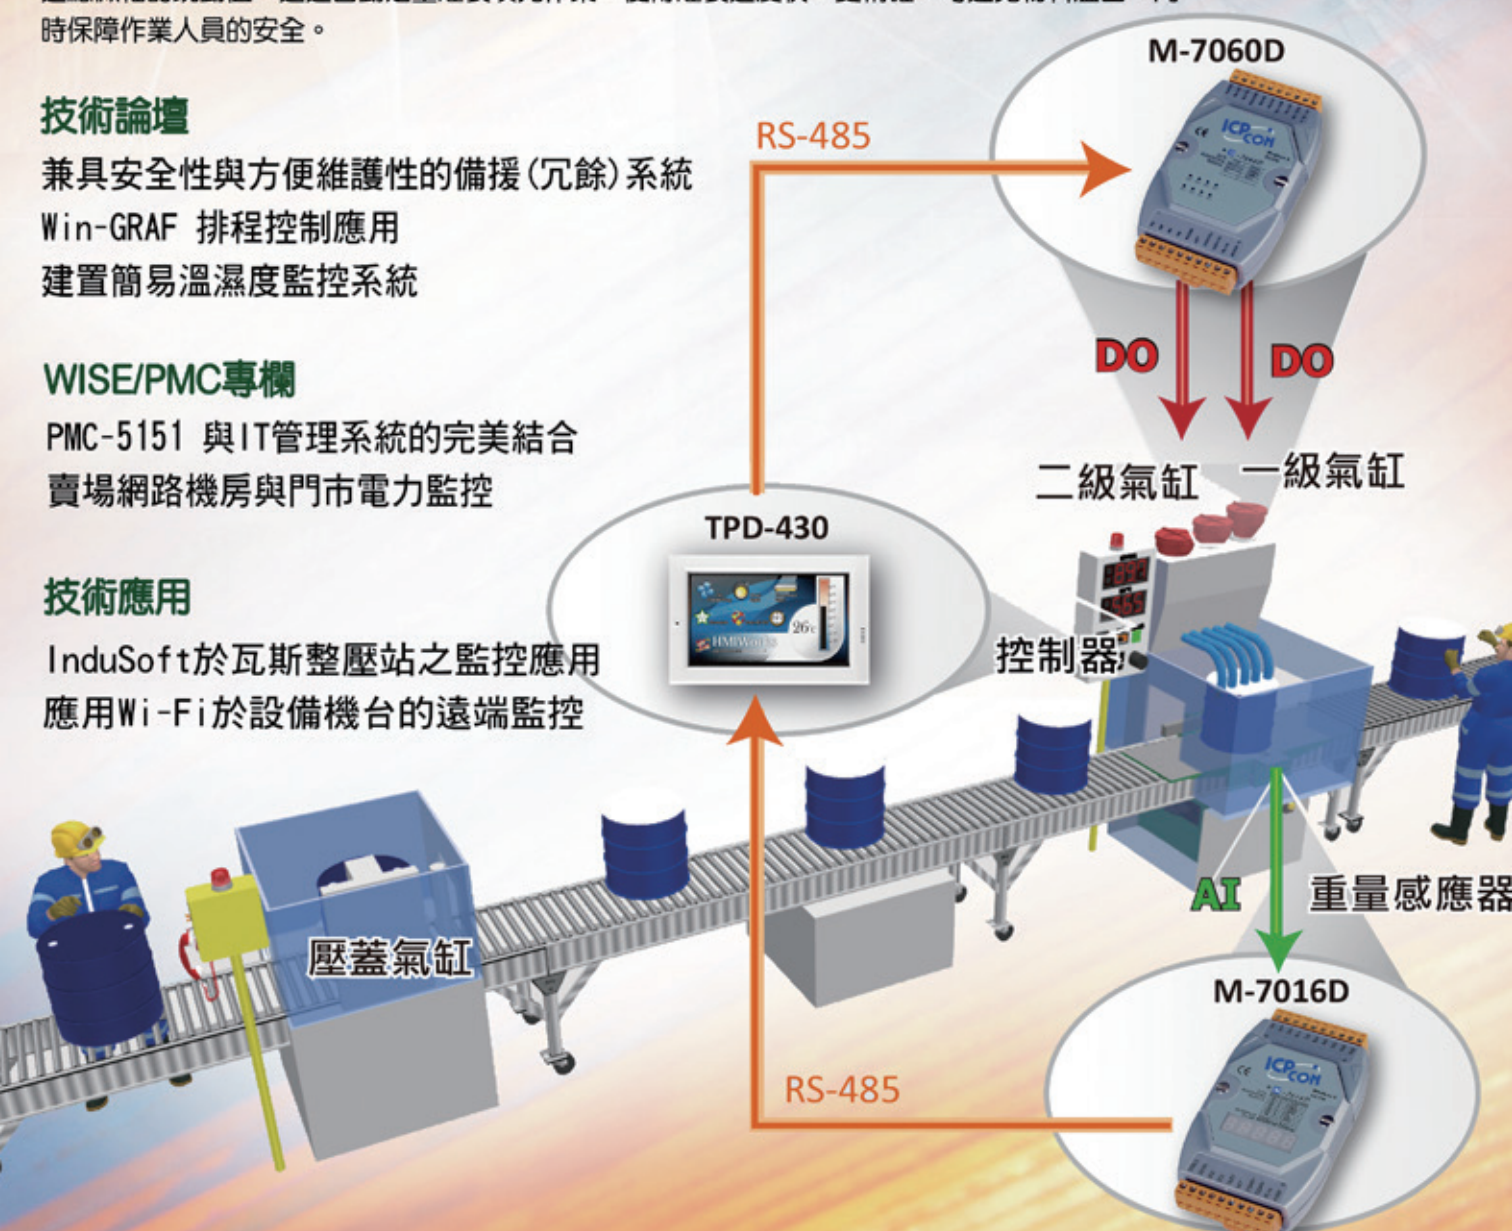 時保障作業人員的安全。
技術論壇
兼具安全性與方便維護性的備援(冗餘)系統
Win-GRAF 排程控制應用
建置簡易溫濕度監控系統
WISE/PMC專欄
PMC-5151 與IT管理系統的完美結合
賣場網路機房與門市電力監控
技術應用
InduSoft於瓦斯整壓站之監控應用
應用Wi-Fi於設備機台的遠端監控
M-7060D
ICP CON
RS-485
DO
DO
二級氣缸
一級氣缸
TPD-430
HMIWorks
26°c
控制器
壓蓋氣缸
AI
重量感應器
M-7016D
ICP CON
RS-485